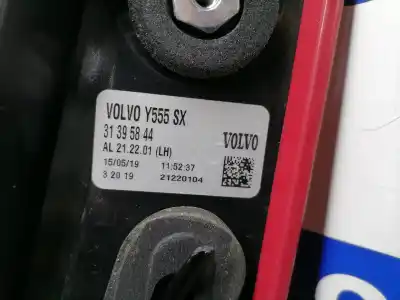 VOLVO Y555 SX
31 39 58 44
AL 21.22.01 (LH)
VOLVO
15/05/19 11:52:37
3 20 19 21220104